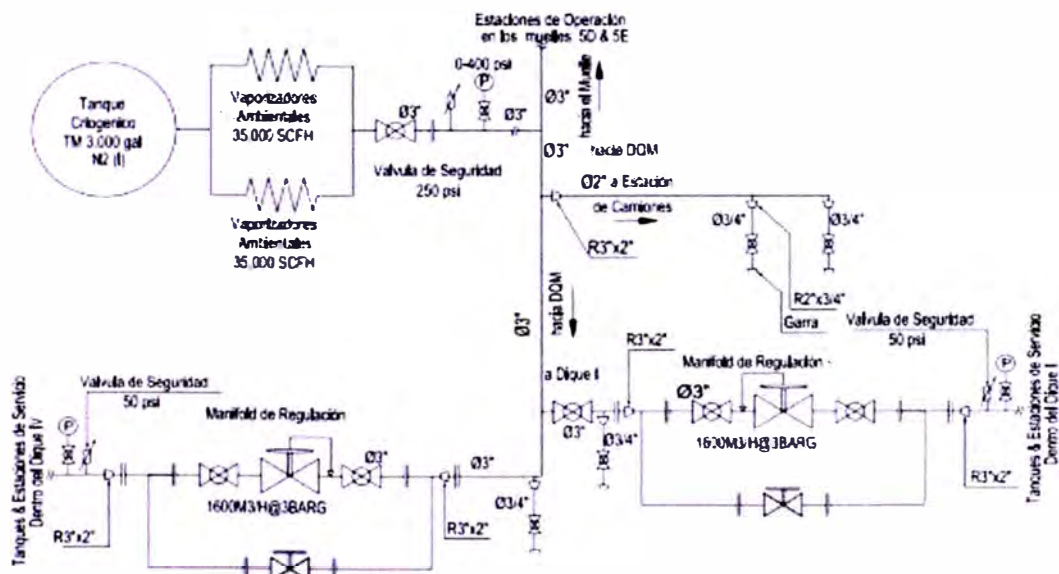 Estaciones de Operación
en los muelles 5D & 5E
0-400 psi
P
Tanque
Criogenico
TM 3,000 gal
N2 (l)
Vaporizadores
Ambientales
35,000 SCFH
Ø3"
Ø3"
Ø3"
hacia el Muelle
Valvula de Seguridad
250 psi
Ø3"
hacia DQM
Vaporizadores
Ambientales
35,000 SCFH
Ø2" a Estación
de Camiones
Ø3/4"
Ø3/4"
R3"x2"
R2"x3/4"
Garra
hacia DQM
Ø3"
Valvula de Seguridad
50 psi
P
R3"x2"
Manifold de Regulación
a Dique I
Ø3"
Ø3"
Ø3/4"
1600M3/H@3BARG
R3"x2"
Tanques & Estaciones de Servicio
Dentro del Dique I
Valvula de Seguridad
50 psi
P
Manifold de Regulación
Ø3"
Ø3"
Ø3/4"
1600M3/H@3BARG
R3"x2"
R3"x2"
Tanques & Estaciones de Servicio
Dentro del Dique IV